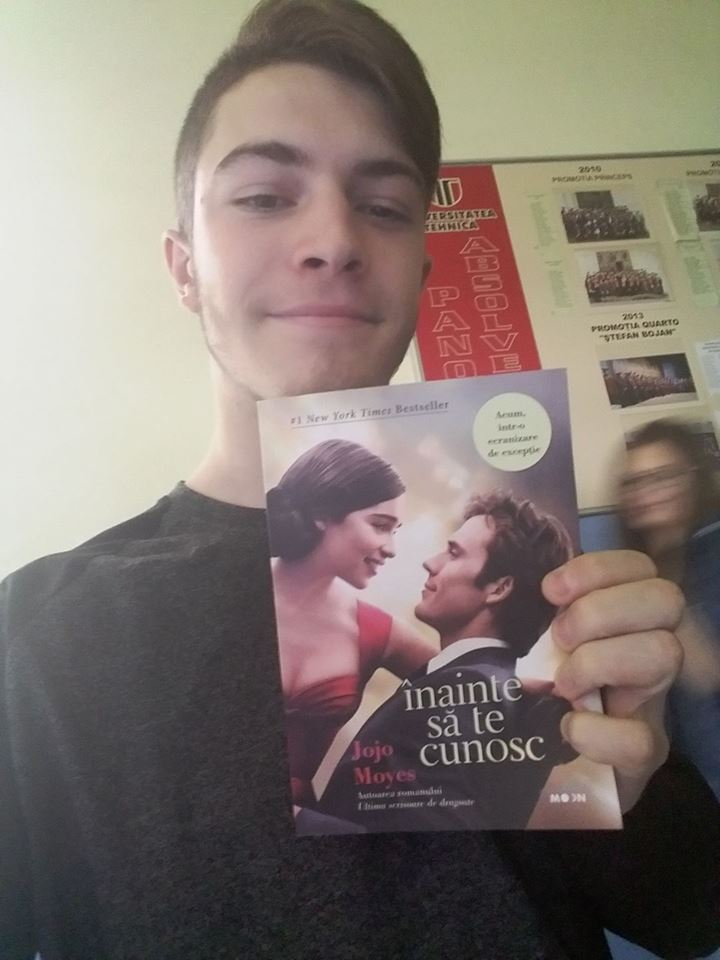 2010
PROMOTIA PRINCEPS
UNIVERSITATEA
TEHNICA
ABSOLVE
PANO
2013
PROMOTIA QUARTO
"ŞTEFAN BOJAN"
#1 New York Times Bestseller
Acum,
într-o
ecranizare
de excepție
înainte
să te
cunosc
Jojo
Moyes
Autoarea romanului
Ultima scrisoare de dragoste
MOON